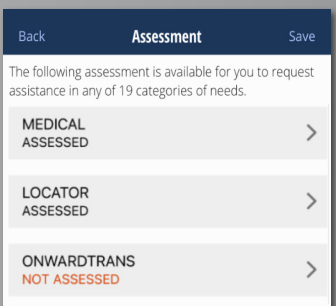 Back Assessment Save
The following assessment is available for you to request
assistance in any of 19 categories of needs.
MEDICAL
ASSESSED
LOCATOR
ASSESSED
ONWARDTRANS
NOT ASSESSED